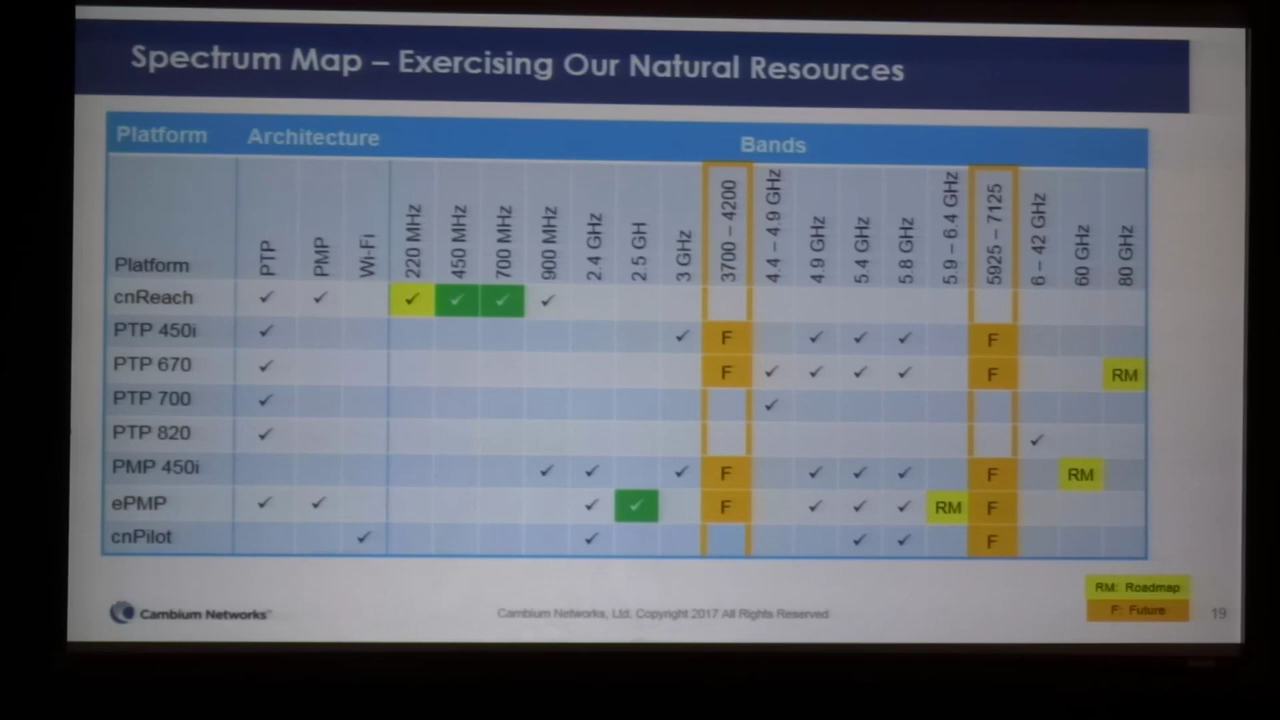 Spectrum Map – Exercising Our Natural Resources
Platform Architecture Bands
Platform PTP PMP Wi-Fi 220 MHz 450 MHz 700 MHz 900 MHz 2.4 GHz 2.5 GH 3 GHz 3700 – 4200 4.4 – 4.9 GHz 4.9 GHz 5.4 GHz 5.8 GHz 5.9 – 6.4 GHz 5925 – 7125 6 – 42 GHz 60 GHz 80 GHz
cnReach ✓ ✓ ✓ ✓ ✓ ✓
PTP 450i ✓ ✓ F ✓ ✓ ✓ F
PTP 670 ✓ F ✓ ✓ ✓ ✓ F RM
PTP 700 ✓ ✓
PTP 820 ✓ ✓
PMP 450i ✓ ✓ ✓ F ✓ ✓ ✓ F RM
ePMP ✓ ✓ ✓ ✓ F ✓ ✓ ✓ RM F
cnPilot ✓ ✓ ✓ ✓ F
RM: Roadmap
F: Future
Cambium Networks™ Cambium Networks, Ltd. Copyright 2017 All Rights Reserved 19